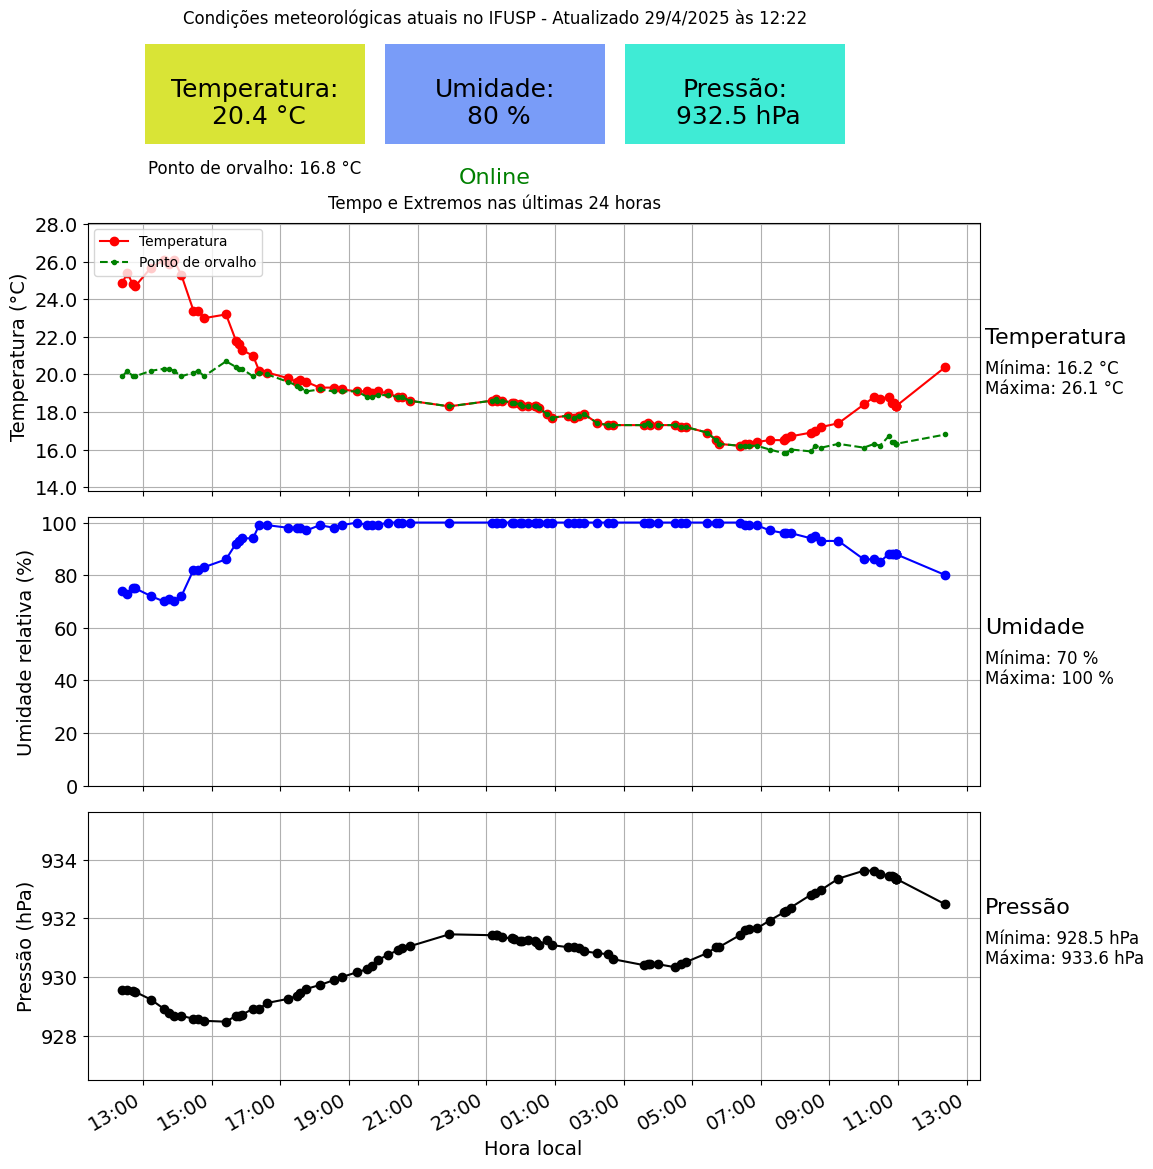 Condições meteorológicas atuais no IFUSP - Atualizado 29/4/2025 às 12:22
Temperatura:
20.4 °C
Umidade:
80 %
Pressão:
932.5 hPa
Ponto de orvalho: 16.8 °C
Online
Tempo e Extremos nas últimas 24 horas
Temperatura (°C)
28.0
26.0
24.0
22.0
20.0
18.0
16.0
14.0
Temperatura
Ponto de orvalho
Temperatura
Mínima: 16.2 °C
Máxima: 26.1 °C
Umidade relativa (%)
100
80
60
40
20
0
Umidade
Mínima: 70 %
Máxima: 100 %
Pressão (hPa)
934
932
930
928
Pressão
Mínima: 928.5 hPa
Máxima: 933.6 hPa
13:00
15:00
17:00
19:00
21:00
23:00
01:00
03:00
05:00
07:00
09:00
11:00
13:00
Hora local